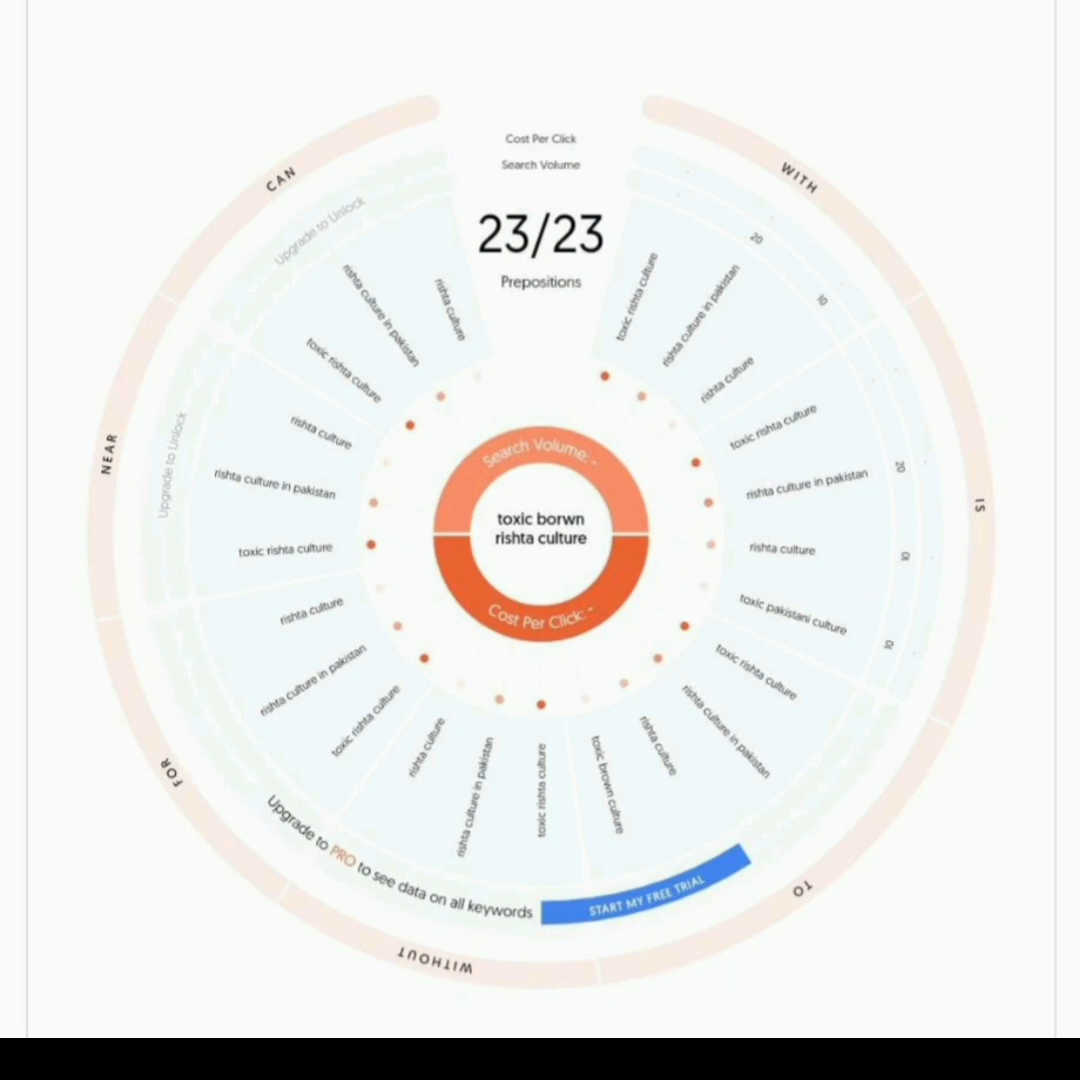 Cost Per Click
Search Volume
23/23
Prepositions
WITH
toxic rishta culture
rishta culture in pakistan
20
rishta culture
10
IS
toxic rishta culture
rishta culture in pakistan
20
rishta culture
10
toxic pakistani culture
10
TO
toxic rishta culture
rishta culture in pakistan
rishta culture
toxic brown culture
WITHOUT
toxic rishta culture
rishta culture in pakistan
rishta culture
FOR
toxic rishta culture
rishta culture in pakistan
rishta culture
NEAR
toxic rishta culture
rishta culture in pakistan
rishta culture
Upgrade to Unlock
CAN
toxic rishta culture
rishta culture in pakistan
rishta culture
Upgrade to Unlock
Search Volume: -
toxic borwn
rishta culture
Cost Per Click: -
Upgrade to PRO to see data on all keywords
START MY FREE TRIAL